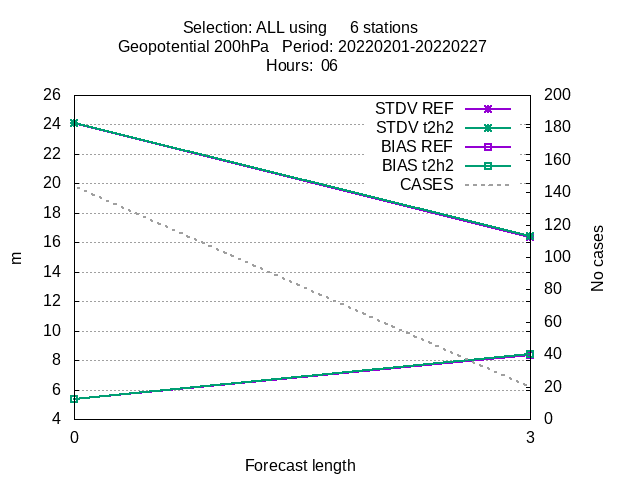 Selection: ALL using     6 stations
Geopotential 200hPa   Period: 20220201-20220227
Hours:  06
26
24
22
20
18
16
14
12
10
8
6
4
m
200
180
160
140
120
100
80
60
40
20
0
No cases
STDV REF
STDV t2h2
BIAS REF
BIAS t2h2
CASES
0
3
Forecast length